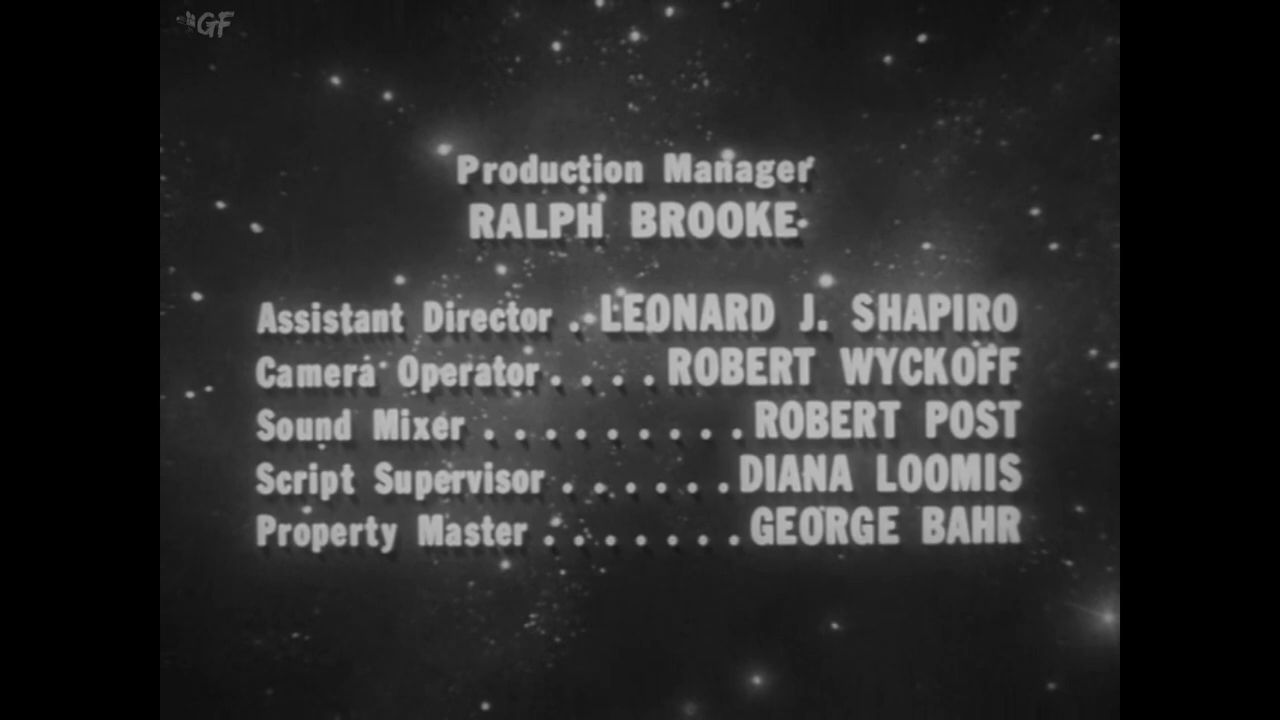 GF
Production Manager
RALPH BROOKE
Assistant Director . . LEONARD J. SHAPIRO
Camera Operator . . . . ROBERT WYCKOFF
Sound Mixer . . . . . . . . . ROBERT POST
Script Supervisor . . . . . . DIANA LOOMIS
Property Master . . . . . . . GEORGE BAHR